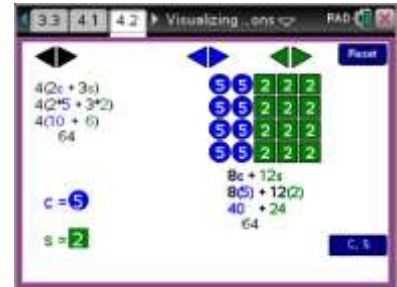 3.3 4.1 4.2 Visualizing ...ons RAD
Reset
4(2c + 3s)
4(2*5 + 3*2)
4(10 + 6)
64
5 5 2 2 2
5 5 2 2 2
5 5 2 2 2
5 5 2 2 2
8c + 12s
8(5) + 12(2)
40 + 24
64
c = 5
s = 2
C, S